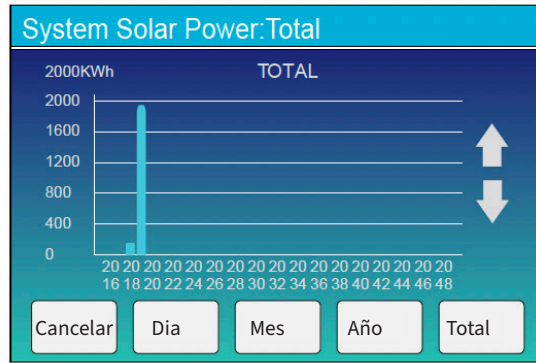 System Solar Power:Total
2000KWh TOTAL
2000
1600
1200
800
400
0
20 20 20 20 20 20 20 20 20 20 20 20 20 20 20 20 20
16 18 20 22 24 26 28 30 32 34 36 38 40 42 44 46 48
Cancelar Dia Mes Año Total